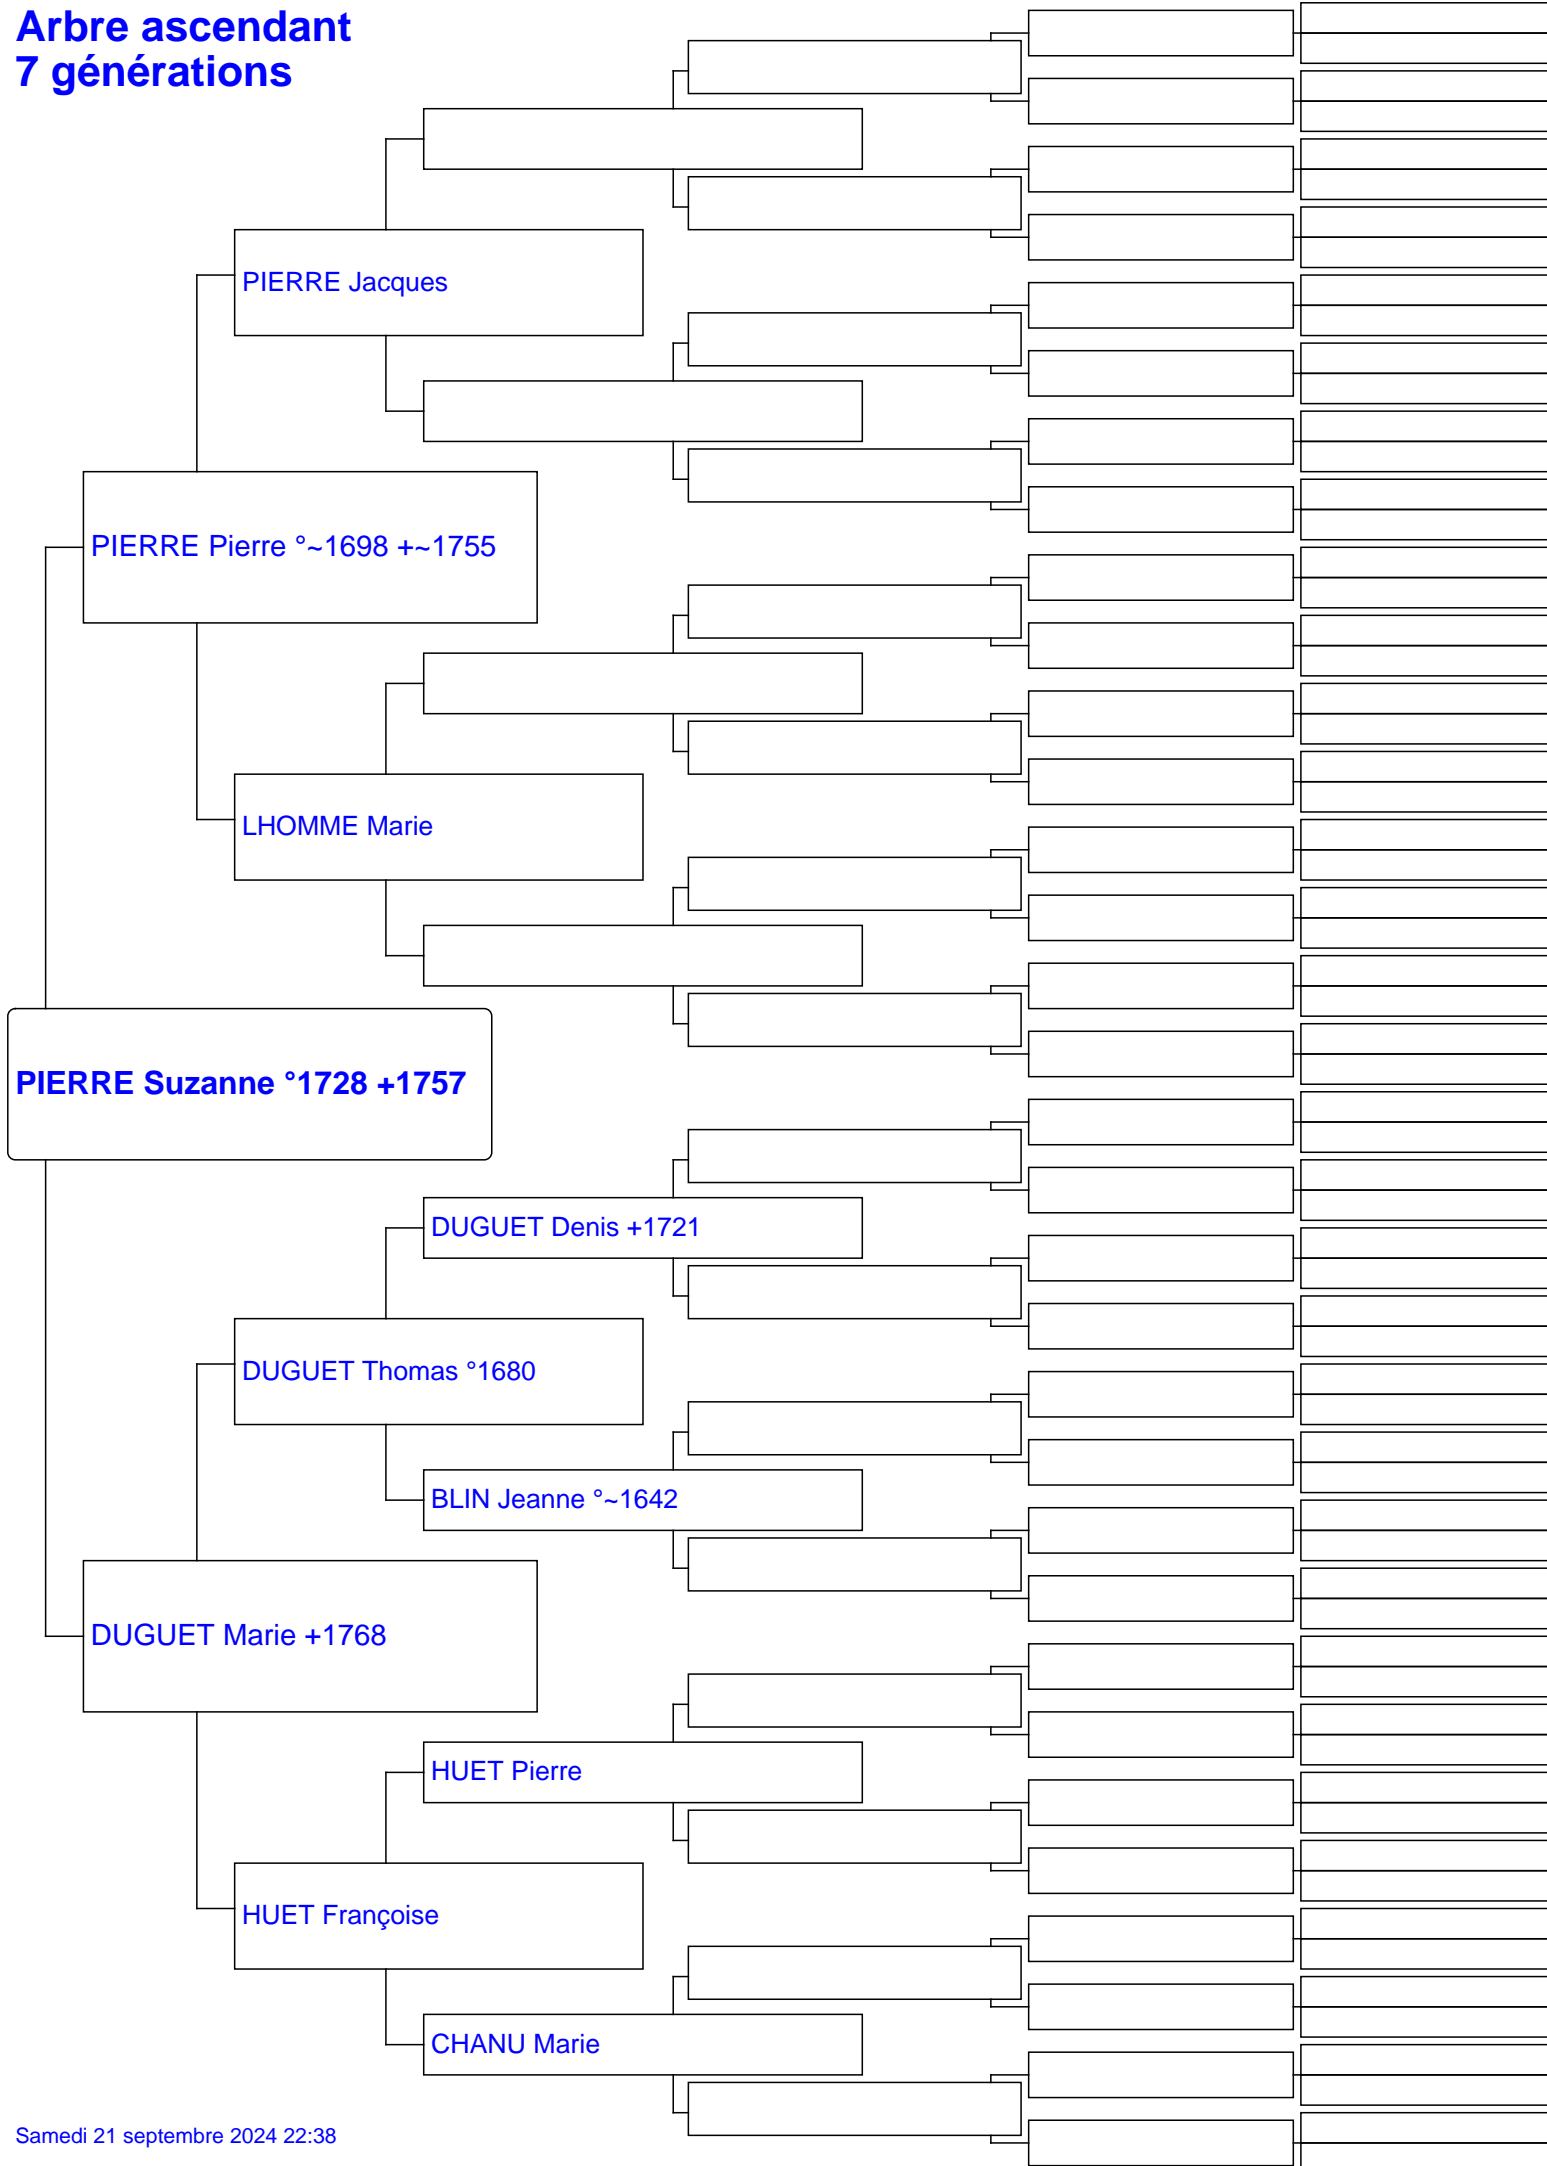 Arbre ascendant
7 générations
PIERRE Jacques
PIERRE Pierre °~1698 +~1755
LHOMME Marie
PIERRE Suzanne °1728 +1757
DUGUET Denis +1721
DUGUET Thomas °1680
BLIN Jeanne °~1642
DUGUET Marie +1768
HUET Pierre
HUET Françoise
CHANU Marie
Samedi 21 septembre 2024 22:38